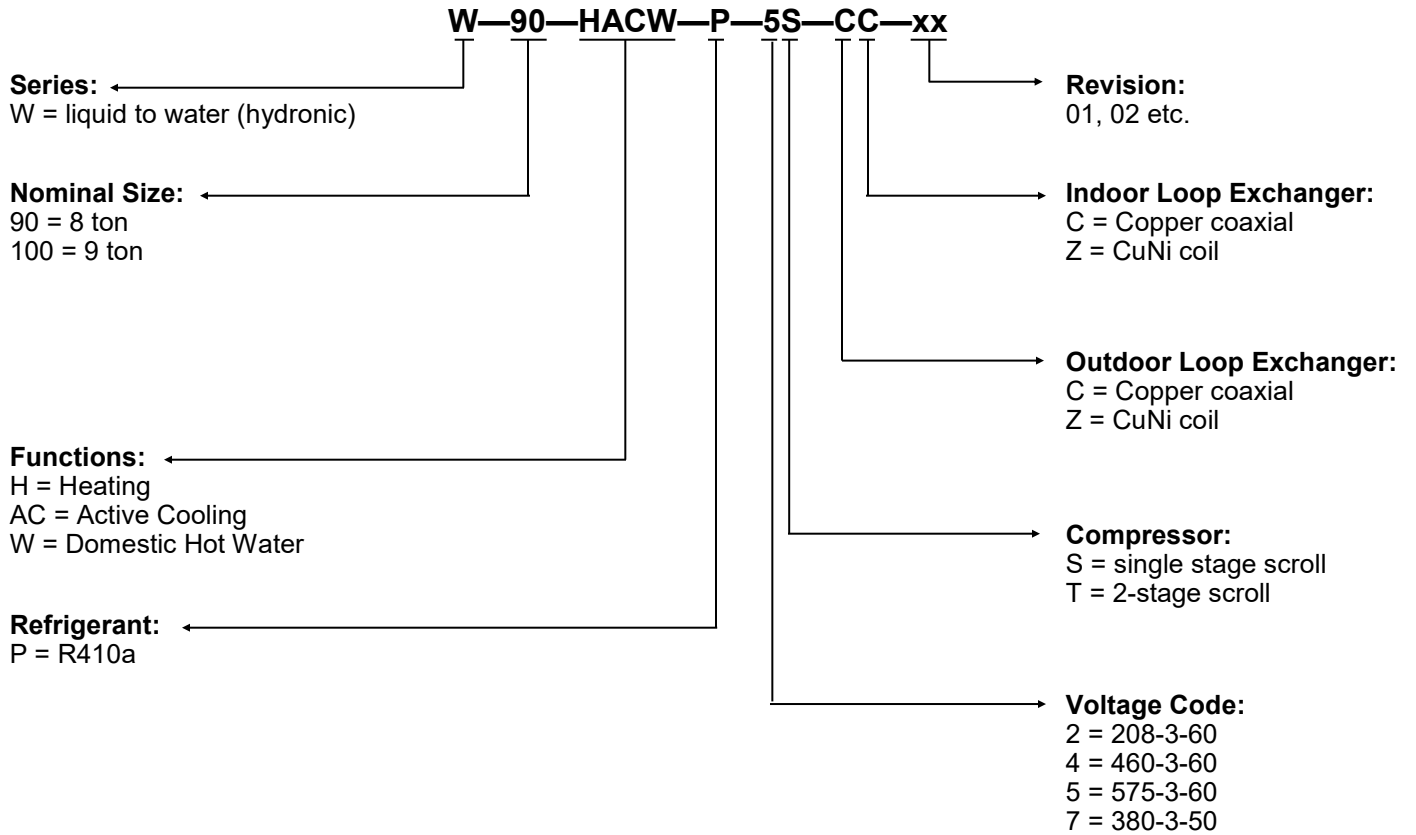 W—90—HACW—P—5S—CC—xx
Series:
W = liquid to water (hydronic)
Nominal Size:
90 = 8 ton
100 = 9 ton
Functions:
H = Heating
AC = Active Cooling
W = Domestic Hot Water
Refrigerant:
P = R410a
Revision:
01, 02 etc.
Indoor Loop Exchanger:
C = Copper coaxial
Z = CuNi coil
Outdoor Loop Exchanger:
C = Copper coaxial
Z = CuNi coil
Compressor:
S = single stage scroll
T = 2-stage scroll
Voltage Code:
2 = 208-3-60
4 = 460-3-60
5 = 575-3-60
7 = 380-3-50